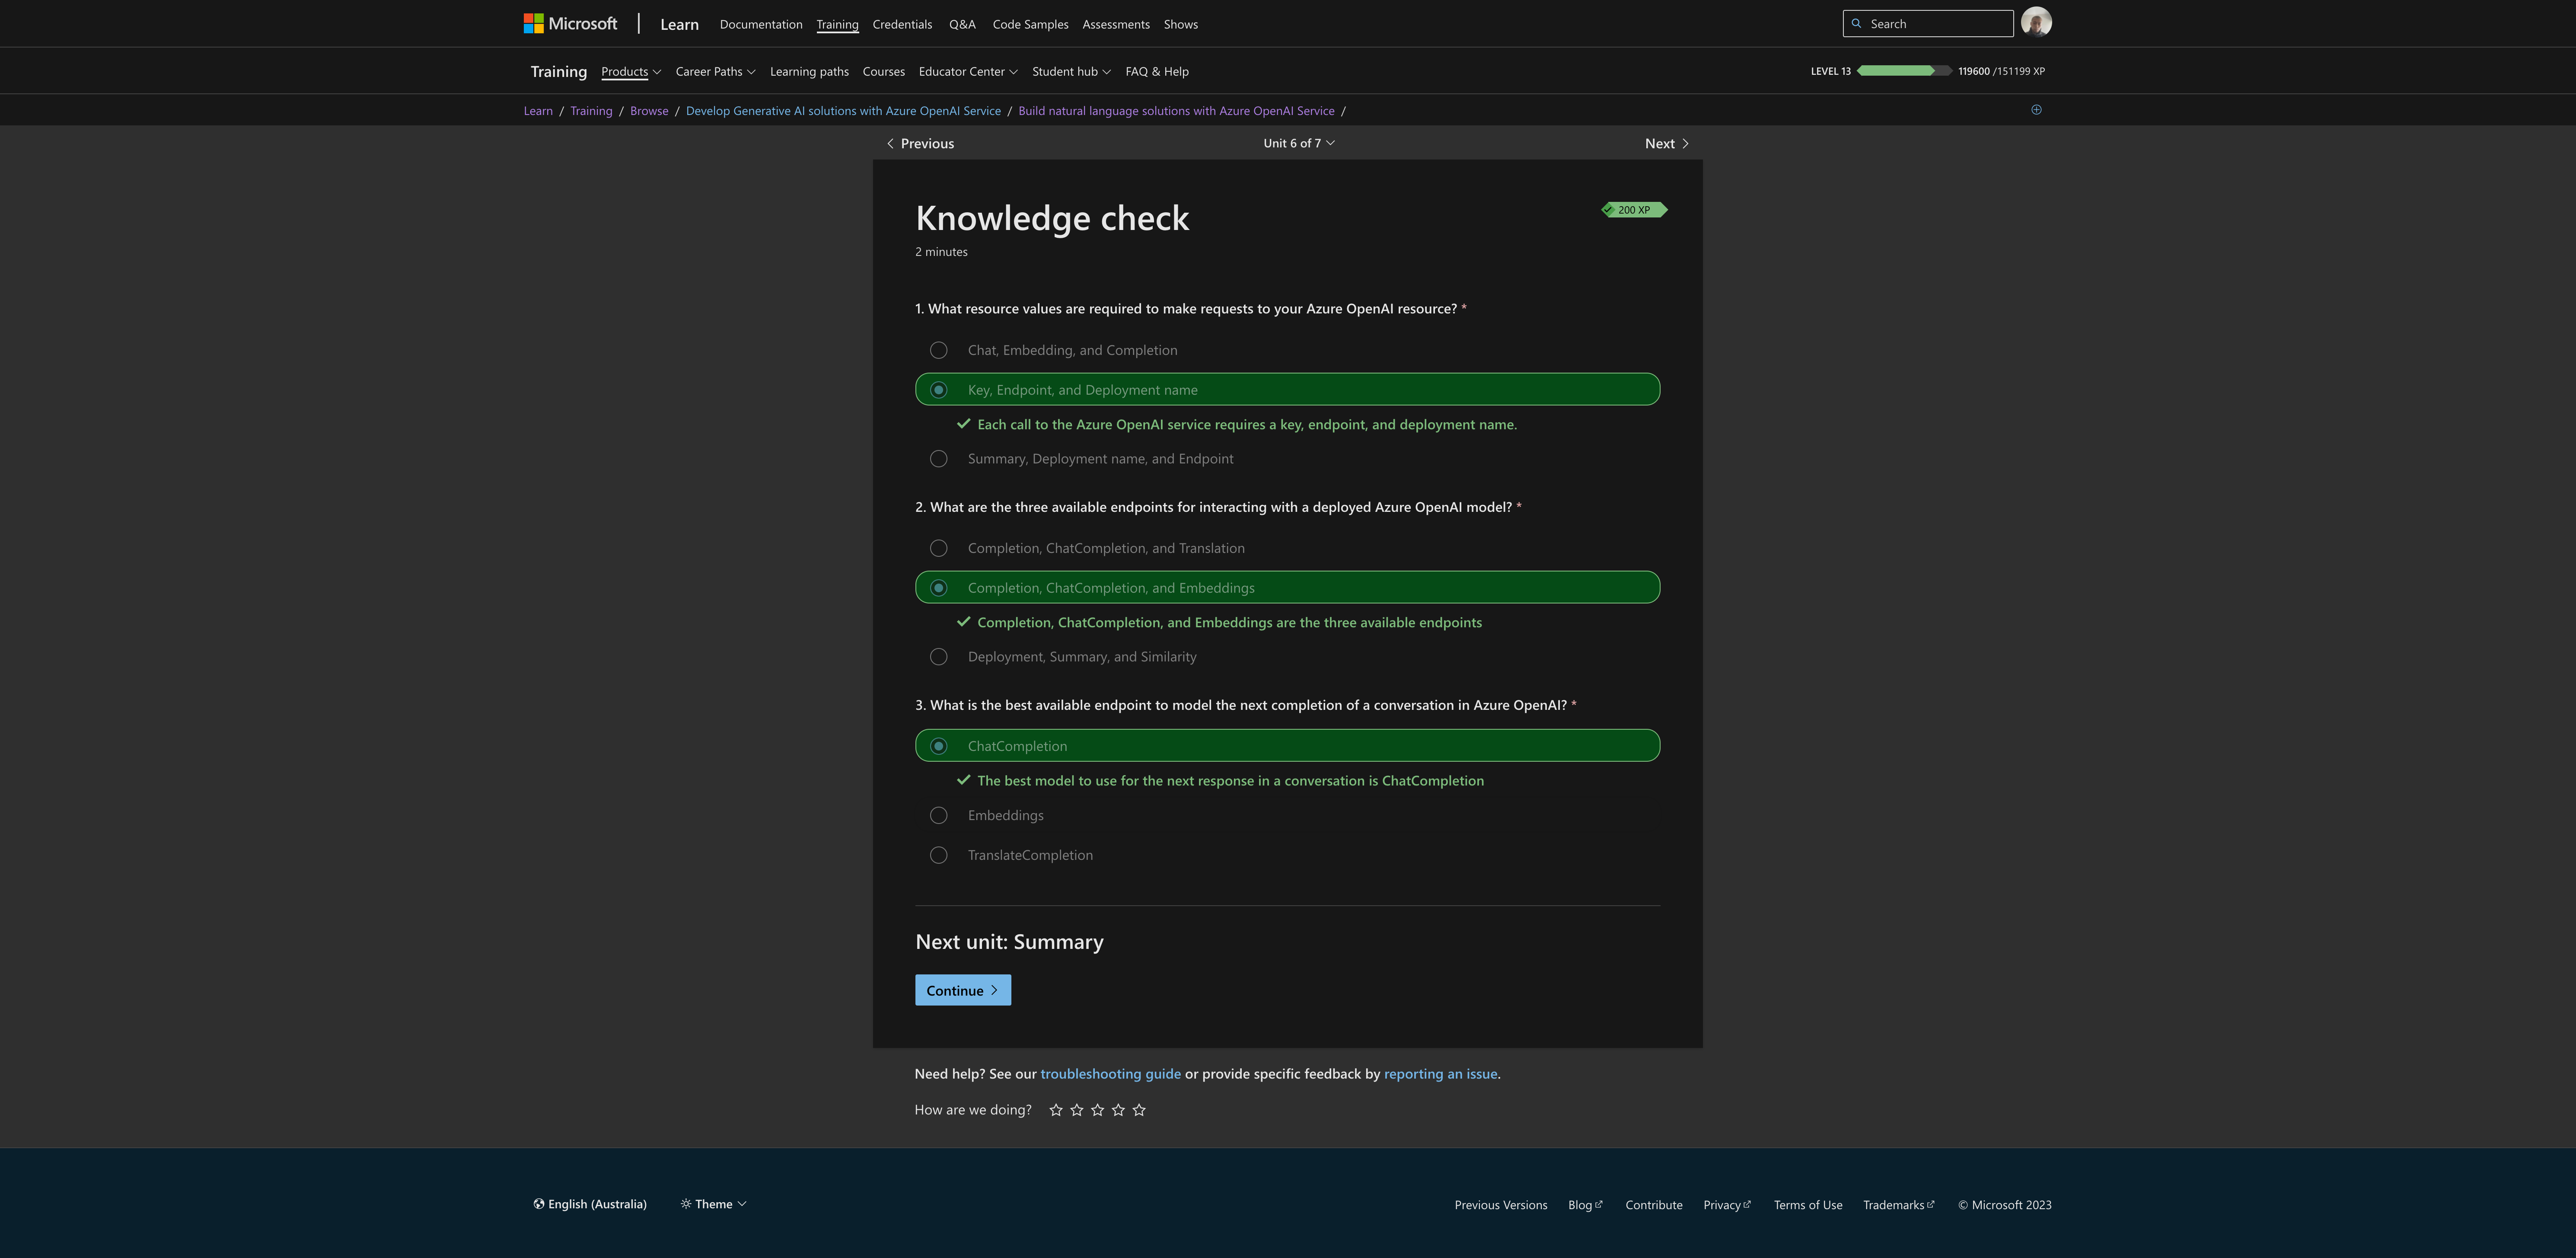 Microsoft Learn Documentation Training Credentials Q&A Code Samples Assessments Shows Search
Training Products Career Paths Learning paths Courses Educator Center Student hub FAQ & Help LEVEL 13 119600 /151199 XP
Learn / Training / Browse / Develop Generative AI solutions with Azure OpenAI Service / Build natural language solutions with Azure OpenAI Service /
Previous Unit 6 of 7 Next
Knowledge check
200 XP
2 minutes
1. What resource values are required to make requests to your Azure OpenAI resource? *
Chat, Embedding, and Completion
Key, Endpoint, and Deployment name
Each call to the Azure OpenAI service requires a key, endpoint, and deployment name.
Summary, Deployment name, and Endpoint
2. What are the three available endpoints for interacting with a deployed Azure OpenAI model? *
Completion, ChatCompletion, and Translation
Completion, ChatCompletion, and Embeddings
Completion, ChatCompletion, and Embeddings are the three available endpoints
Deployment, Summary, and Similarity
3. What is the best available endpoint to model the next completion of a conversation in Azure OpenAI? *
ChatCompletion
The best model to use for the next response in a conversation is ChatCompletion
Embeddings
TranslateCompletion
Next unit: Summary
Continue
Need help? See our troubleshooting guide or provide specific feedback by reporting an issue.
How are we doing?
English (Australia) Theme Previous Versions Blog Contribute Privacy Terms of Use Trademarks © Microsoft 2023